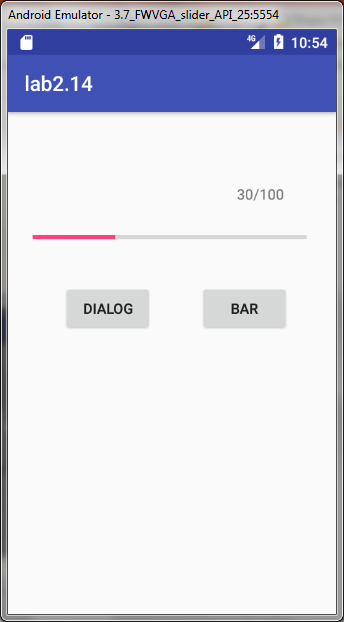 Android Emulator - 3.7_FWVGA_slider_API_25:5554
4G 10:54
lab2.14
30/100
DIALOG BAR